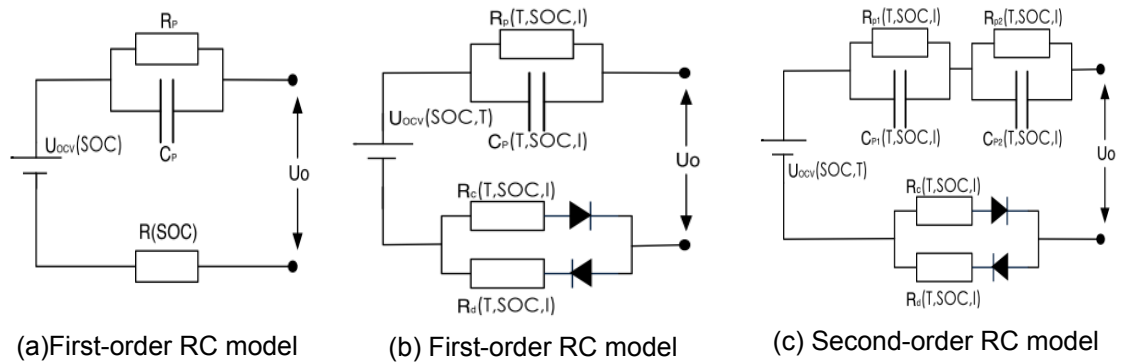 Rₚ
Cₚ
Uocv(SOC)
Uo
R(SOC)
(a)First-order RC model
Rₚ(T,SOC,I)
Uocv(SOC,T)
Cₚ(T,SOC,I)
Uo
Rc(T,SOC,I)
Rd(T,SOC,I)
(b) First-order RC model
Rp1(T,SOC,I)
Rp2(T,SOC,I)
CP1(T,SOC,I)
CP2(T,SOC,I)
Uocv(SOC,T)
Uo
Rc(T,SOC,I)
Rd(T,SOC,I)
(c) Second-order RC model